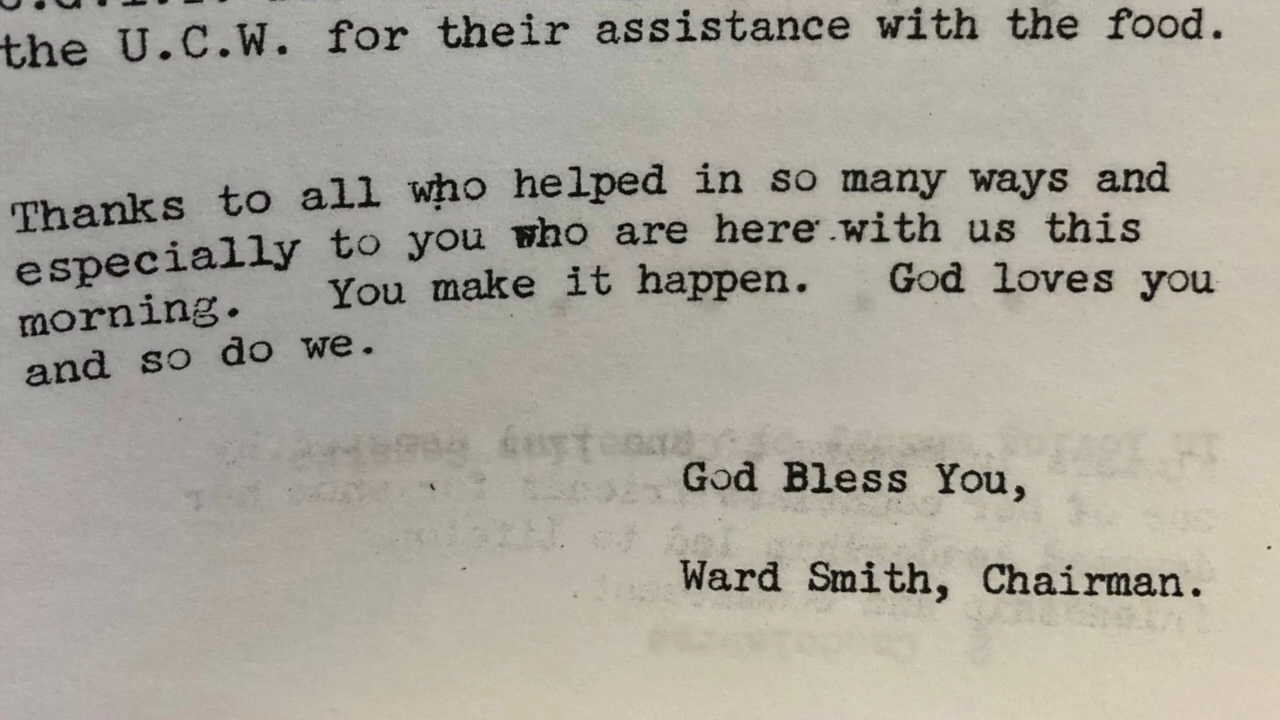 the U.C.W. for their assistance with the food.
Thanks to all who helped in so many ways and
especially to you who are here with us this
morning. You make it happen. God loves you
and so do we.
God Bless You,
Ward Smith, Chairman.